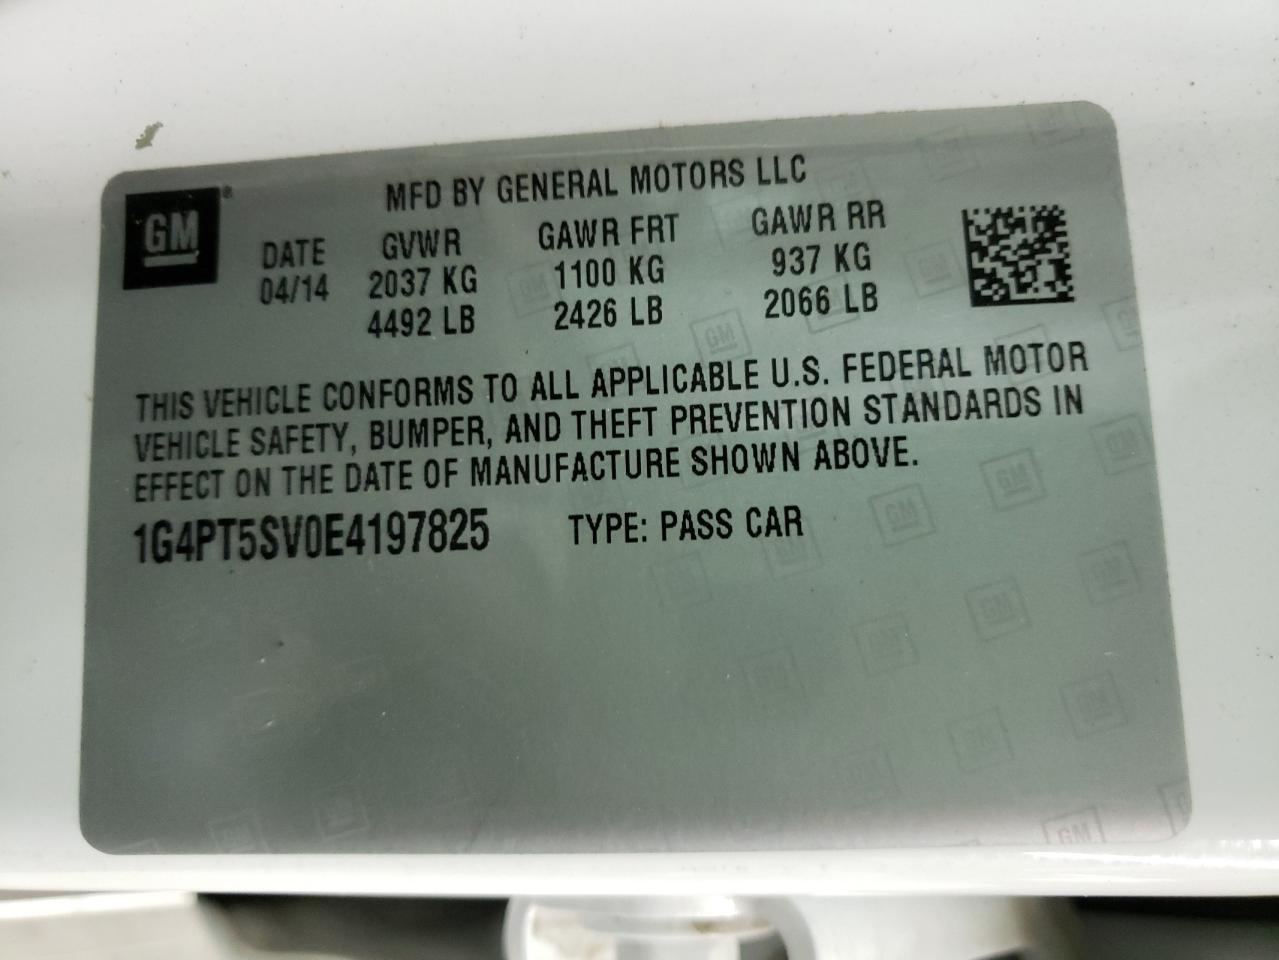 GM®
MFD BY GENERAL MOTORS LLC
DATE GVWR GAWR FRT GAWR RR
04/14 2037 KG 1100 KG 937 KG
4492 LB 2426 LB 2066 LB
THIS VEHICLE CONFORMS TO ALL APPLICABLE U.S. FEDERAL MOTOR
VEHICLE SAFETY, BUMPER, AND THEFT PREVENTION STANDARDS IN
EFFECT ON THE DATE OF MANUFACTURE SHOWN ABOVE.
1G4PT5SV0E4197825 TYPE: PASS CAR